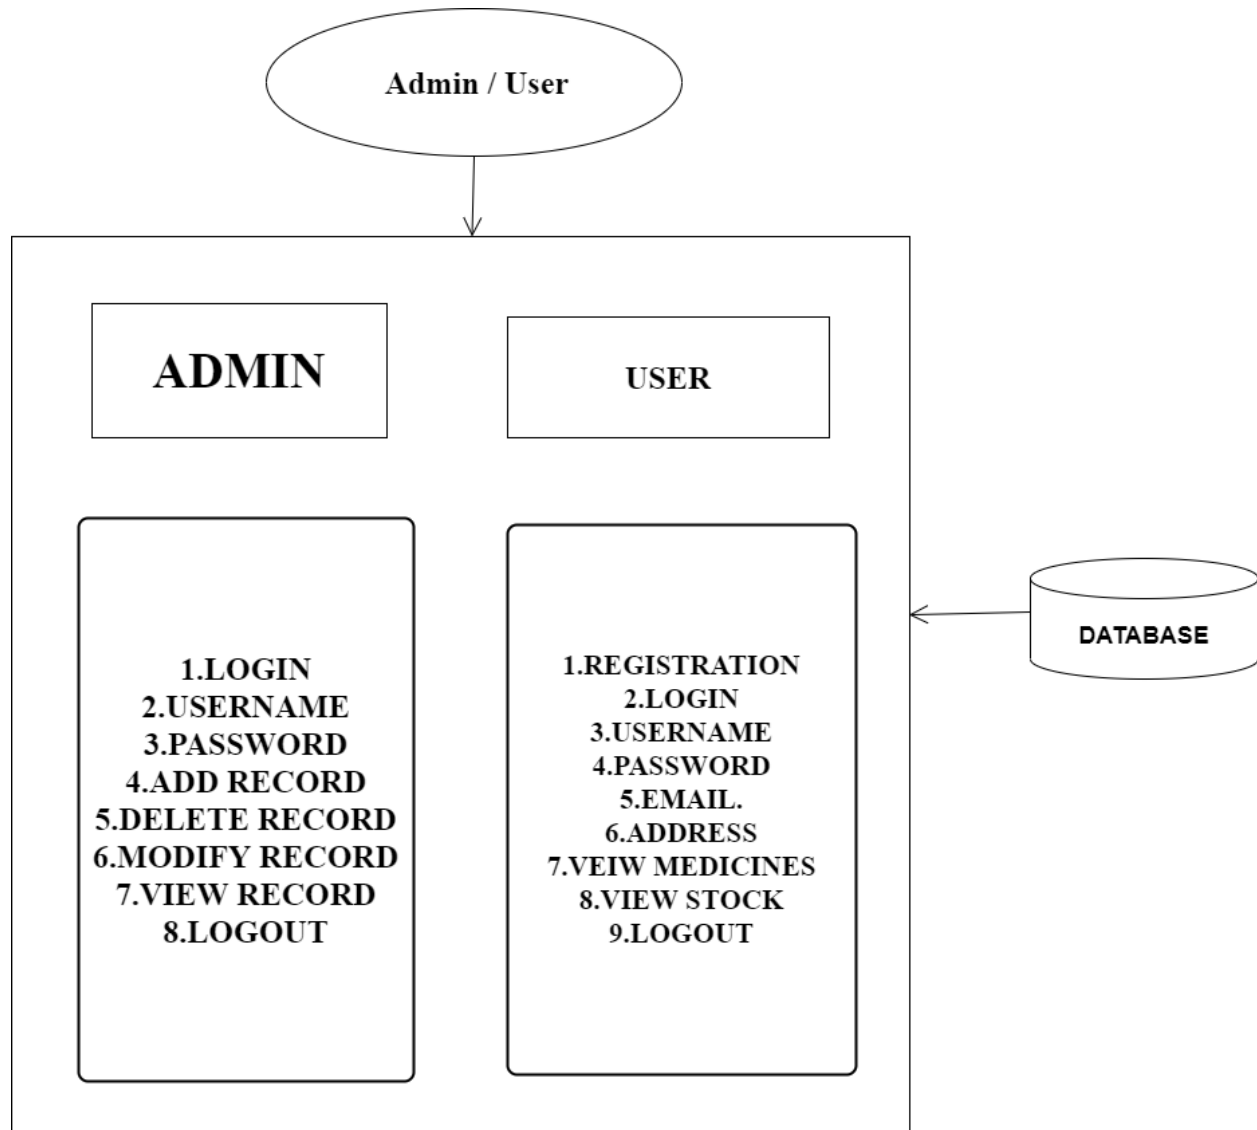 Admin / User
ADMIN
USER
1.LOGIN
2.USERNAME
3.PASSWORD
4.ADD RECORD
5.DELETE RECORD
6.MODIFY RECORD
7.VIEW RECORD
8.LOGOUT
1.REGISTRATION
2.LOGIN
3.USERNAME
4.PASSWORD
5.EMAIL.
6.ADDRESS
7.VEIW MEDICINES
8.VIEW STOCK
9.LOGOUT
DATABASE